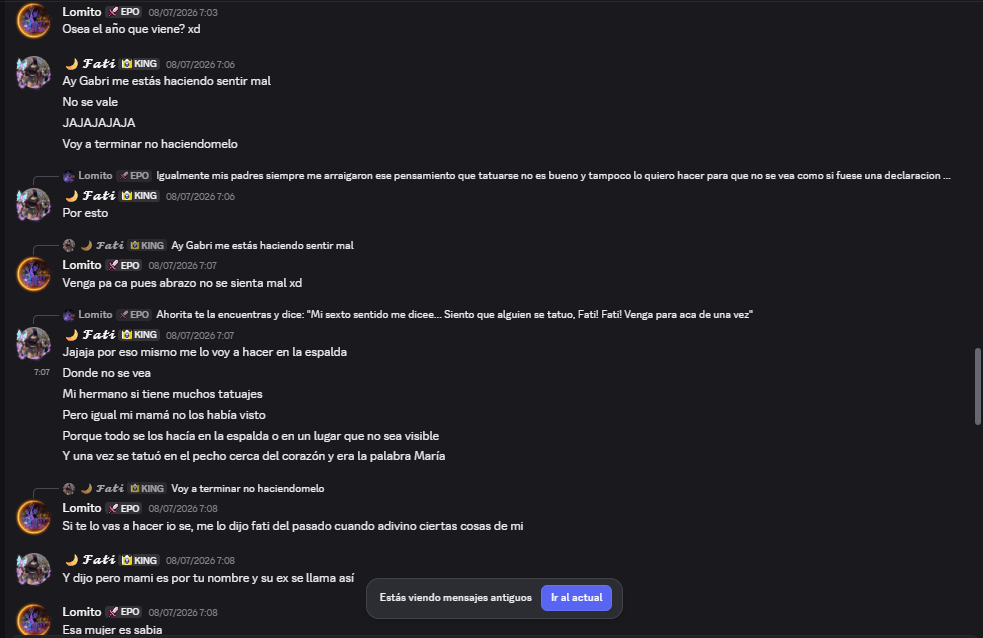 Lomito EPO 08/07/2026 7:03
Osea el año que viene? xd
Fati KING 08/07/2026 7:06
Ay Gabri me estás haciendo sentir mal
No se vale
JAJAJAJAJA
Voy a terminar no haciendomelo
Lomito EPO Igualmente mis padres siempre me arraigaron ese pensamiento que tatuarse no es bueno y tampoco lo quiero hacer para que no se vea como si fuese una declaracion ...
Fati KING 08/07/2026 7:06
Por esto
Fati KING Ay Gabri me estás haciendo sentir mal
Lomito EPO 08/07/2026 7:07
Venga pa ca pues abrazo no se sienta mal xd
Lomito EPO Ahorita te la encuentras y dice: "Mi sexto sentido me dicee... Siento que alguien se tatuo, Fati! Fati! Venga para aca de una vez"
Fati KING 08/07/2026 7:07
Jajaja por eso mismo me lo voy a hacer en la espalda
7:07 Donde no se vea
Mi hermano si tiene muchos tatuajes
Pero igual mi mamá no los había visto
Porque todo se los hacía en la espalda o en un lugar que no sea visible
Y una vez se tatuó en el pecho cerca del corazón y era la palabra María
Fati KING Voy a terminar no haciendomelo
Lomito EPO 08/07/2026 7:08
Si te lo vas a hacer io se, me lo dijo fati del pasado cuando adivino ciertas cosas de mi
Fati KING 08/07/2026 7:08
Y dijo pero mami es por tu nombre y su ex se llama así
Estás viendo mensajes antiguos Ir al actual
Lomito EPO 08/07/2026 7:08
Esa mujer es sabia